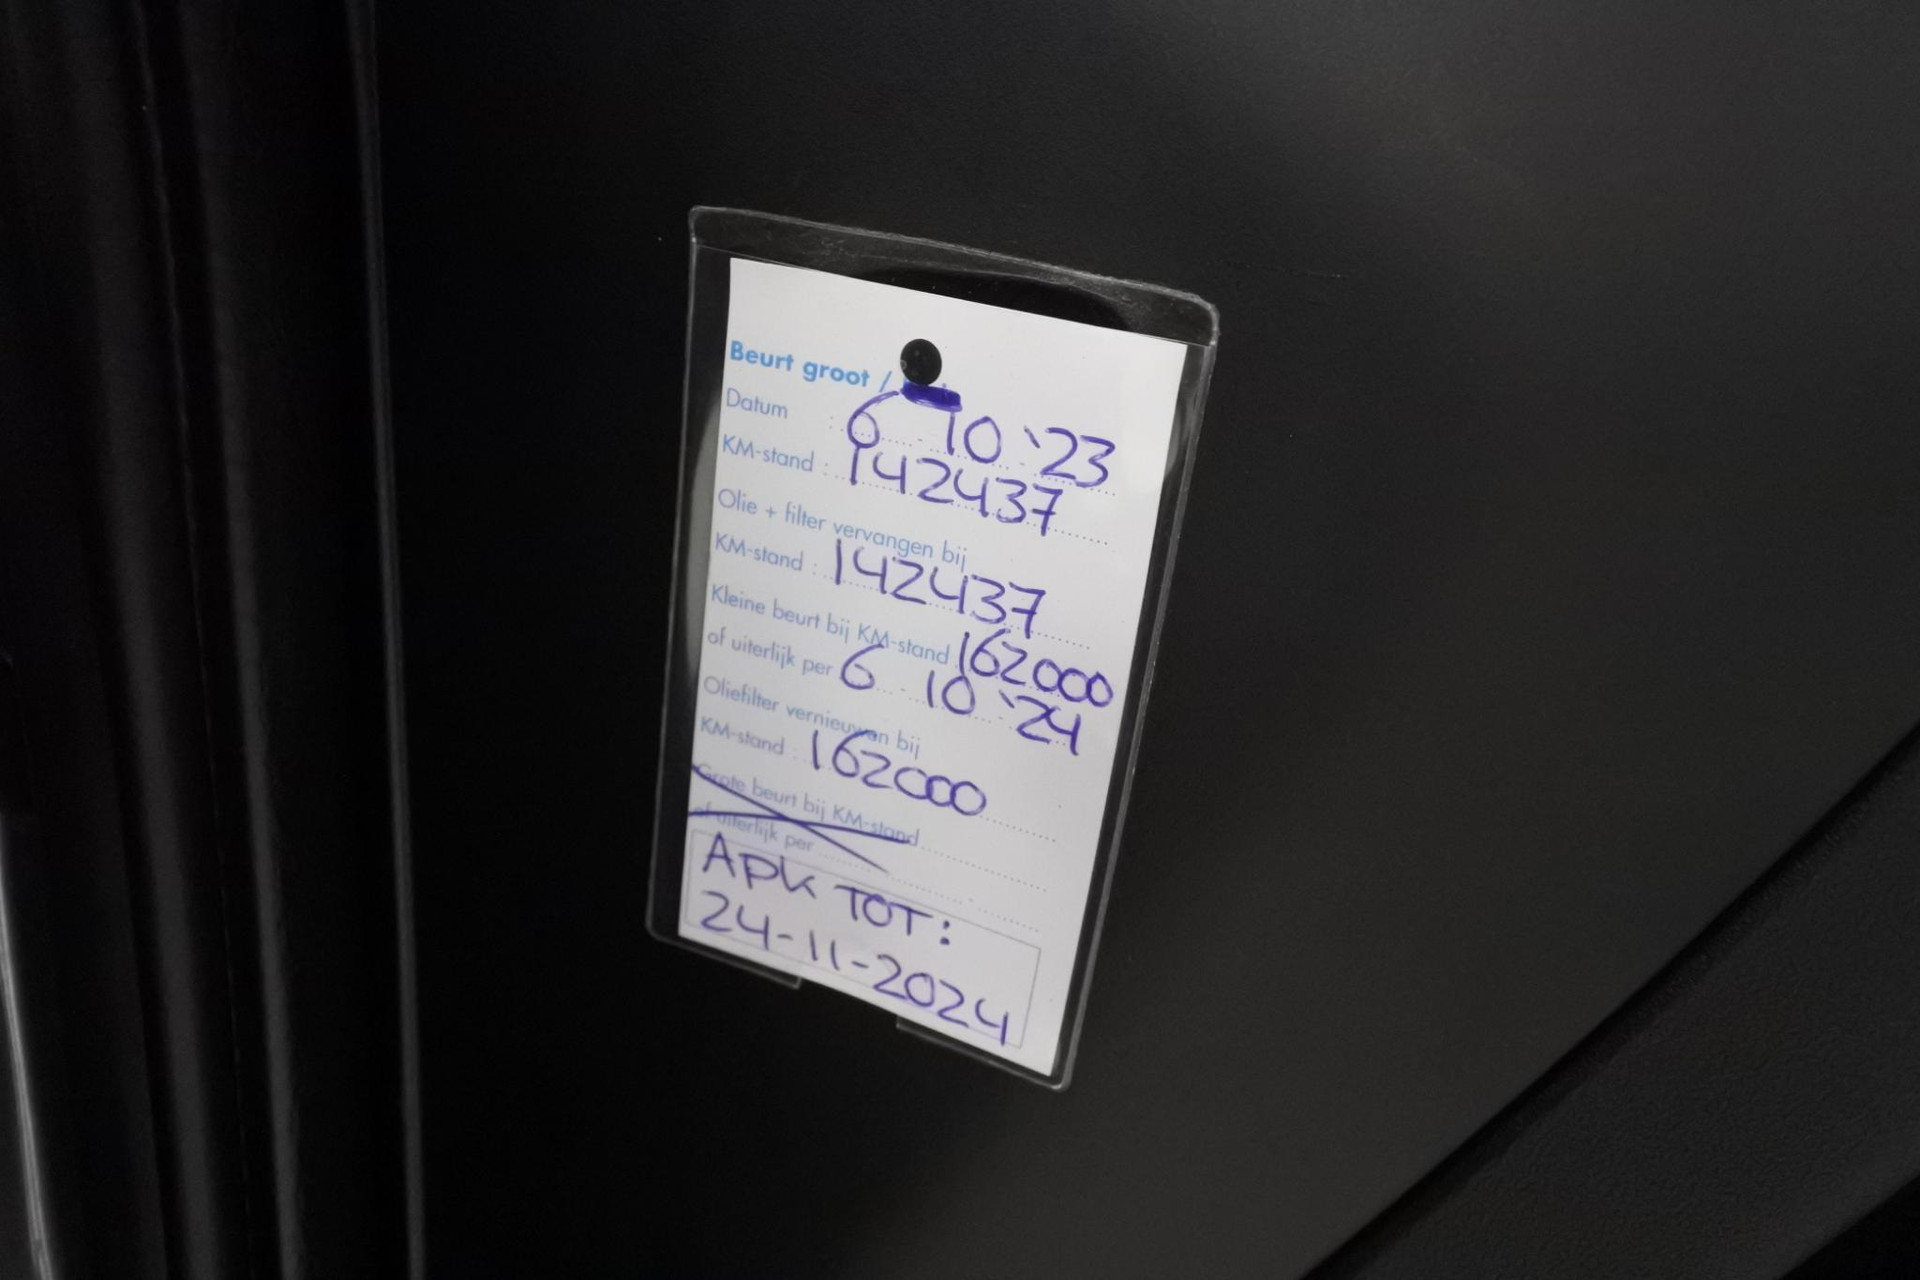 Beurt groot /
Datum : 6 - 10 '23
KM-stand : 142437
Olie + filter vervangen bij
KM-stand : 142437
Kleine beurt bij KM-stand 162000
of uiterlijk per 6 - 10 - '24
Oliefilter vernieuwen bij
KM-stand : 162000
Grote beurt bij KM-stand
of uiterlijk per
APK TOT:
24-11-2024